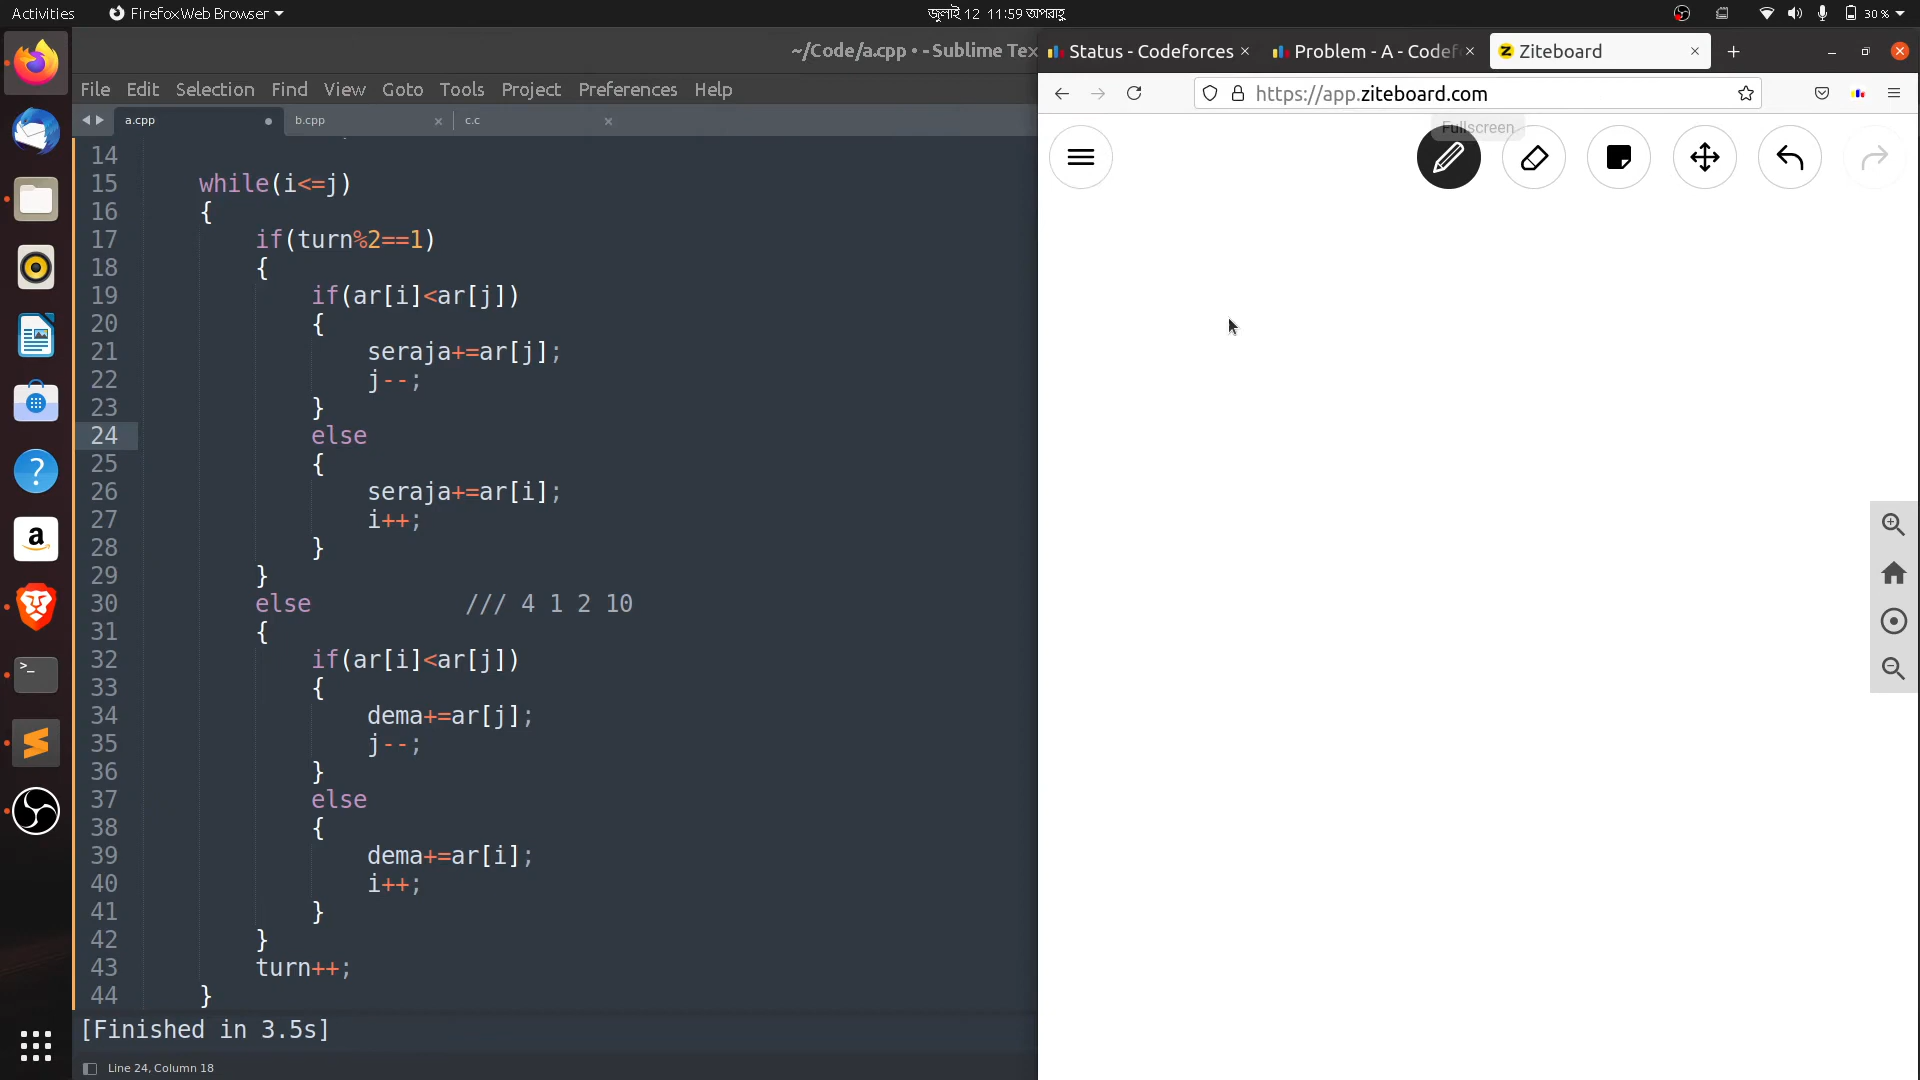 Activities
Firefox Web Browser
জুলাই 12 11:59 অপরাহ্ণ
30 %
~/Code/a.cpp • - Sublime Tex
Status - Codeforces
Problem - A - Codef
Ziteboard
File Edit Selection Find View Goto Tools Project Preferences Help
https://app.ziteboard.com
a.cpp
b.cpp
c.c
Fullscreen
14
15 while(i<=j)
16 {
17 if(turn%2==1)
18 {
19 if(ar[i]<ar[j])
20 {
21 seraja+=ar[j];
22 j--;
23 }
24 else
25 {
26 seraja+=ar[i];
27 i++;
28 }
29 }
30 else /// 4 1 2 10
31 {
32 if(ar[i]<ar[j])
33 {
34 dema+=ar[j];
35 j--;
36 }
37 else
38 {
39 dema+=ar[i];
40 i++;
41 }
42 }
43 turn++;
44 }
[Finished in 3.5s]
Line 24, Column 18